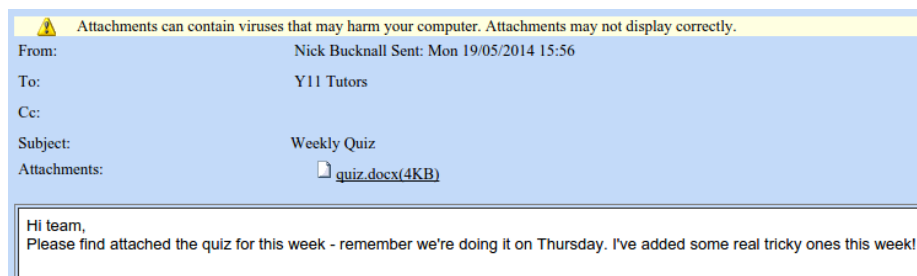 Attachments can contain viruses that may harm your computer. Attachments may not display correctly.
From: Nick Bucknall Sent: Mon 19/05/2014 15:56
To: Y11 Tutors
Cc:
Subject: Weekly Quiz
Attachments: quiz.docx(4KB)
Hi team,
Please find attached the quiz for this week - remember we're doing it on Thursday. I've added some real tricky ones this week!